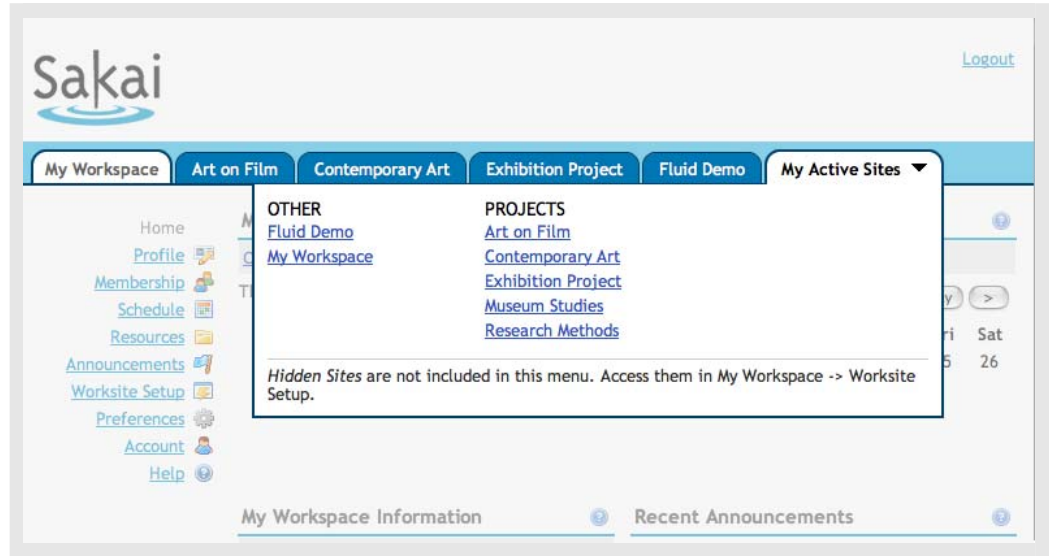 Sakai
Logout
My Workspace Art on Film Contemporary Art Exhibition Project Fluid Demo My Active Sites
OTHER PROJECTS
Fluid Demo Art on Film
My Workspace Contemporary Art
Exhibition Project
Museum Studies
Research Methods
Hidden Sites are not included in this menu. Access them in My Workspace -> Worksite
Setup.
Home
Profile
Membership
Schedule
Resources
Announcements
Worksite Setup
Preferences
Account
Help
>
Sat
26
My Workspace Information Recent Announcements